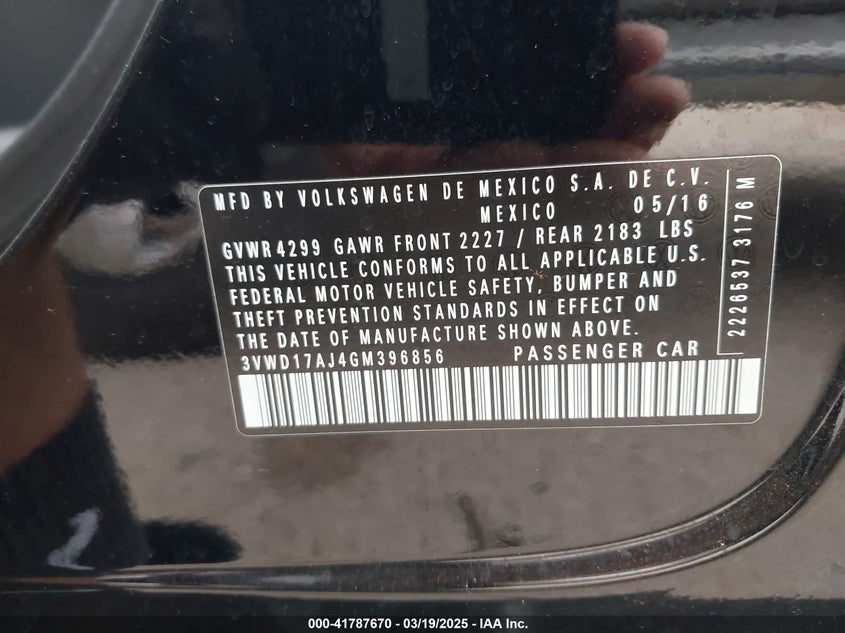 MFD BY VOLKSWAGEN DE MEXICO S.A. DE C.V.
MEXICO 05/16
GVWR 4299 GAWR FRONT 2227 / REAR 2183 LBS
THIS VEHICLE CONFORMS TO ALL APPLICABLE U.S.
FEDERAL MOTOR VEHICLE SAFETY, BUMPER AND
THEFT PREVENTION STANDARDS IN EFFECT ON
THE DATE OF MANUFACTURE SHOWN ABOVE.
3VWD17AJ4GM396856 PASSENGER CAR
2226537 3176 M
000-41787670 - 03/19/2025 - IAA Inc.